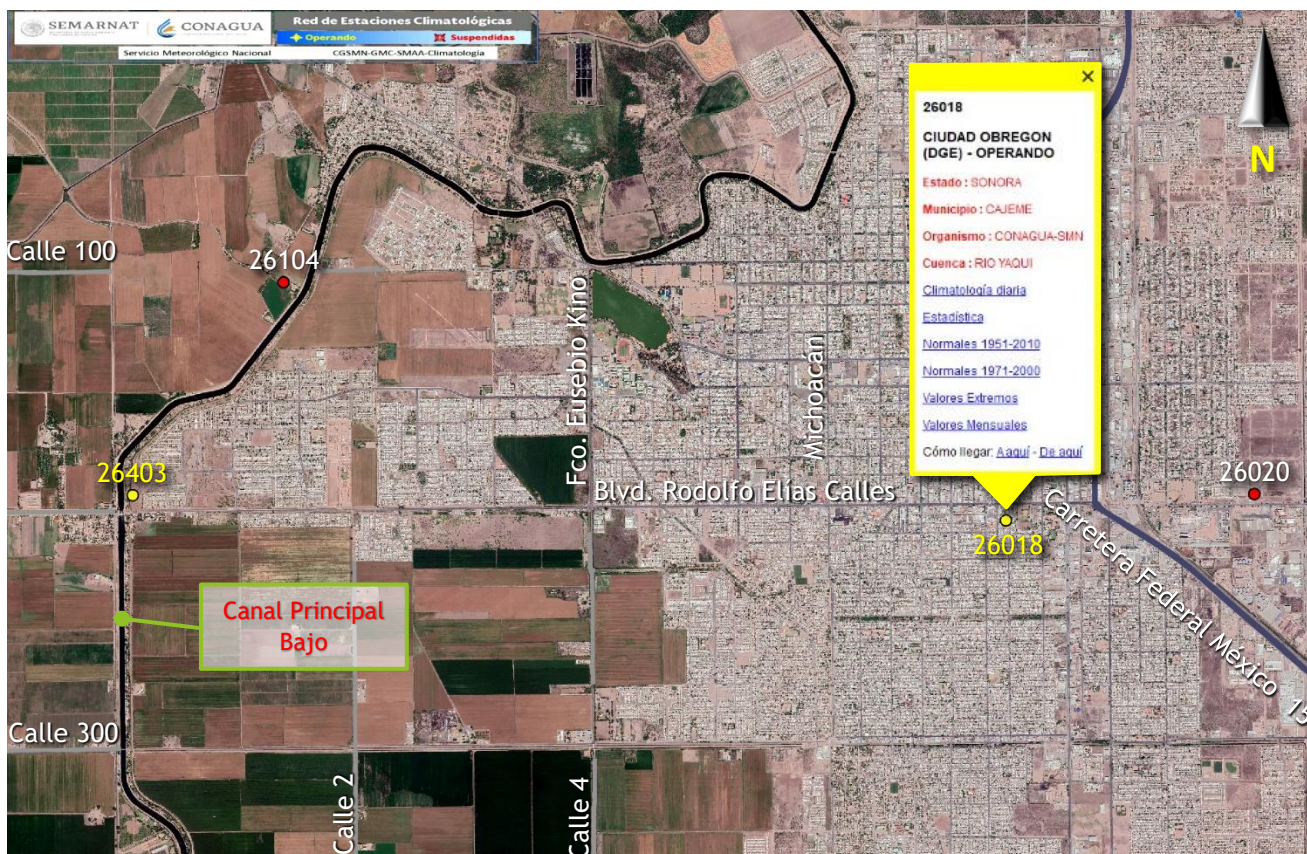 SEMARNAT
CONAGUA
Red de Estaciones Climatológicas
Operando
Suspendidas
Servicio Meteorológico Nacional
CGSMN-GMC-SMAA-Climatología
26018
CIUDAD OBREGON
(DGE) - OPERANDO
Estado : SONORA
Municipio : CAJEME
Organismo : CONAGUA-SMN
Cuenca : RIO YAQUI
Climatología diaria
Estadística
Normales 1951-2010
Normales 1971-2000
Valores Extremos
Valores Mensuales
Cómo llegar: A aquí - De aquí
N
Calle 100
26104
Fco. Eusebio Kino
Michoacan
26403
Blvd. Rodolfo Elías Calles
26020
26018
Carretera Federal México 15
Canal Principal
Bajo
Calle 300
Calle 2
Calle 4